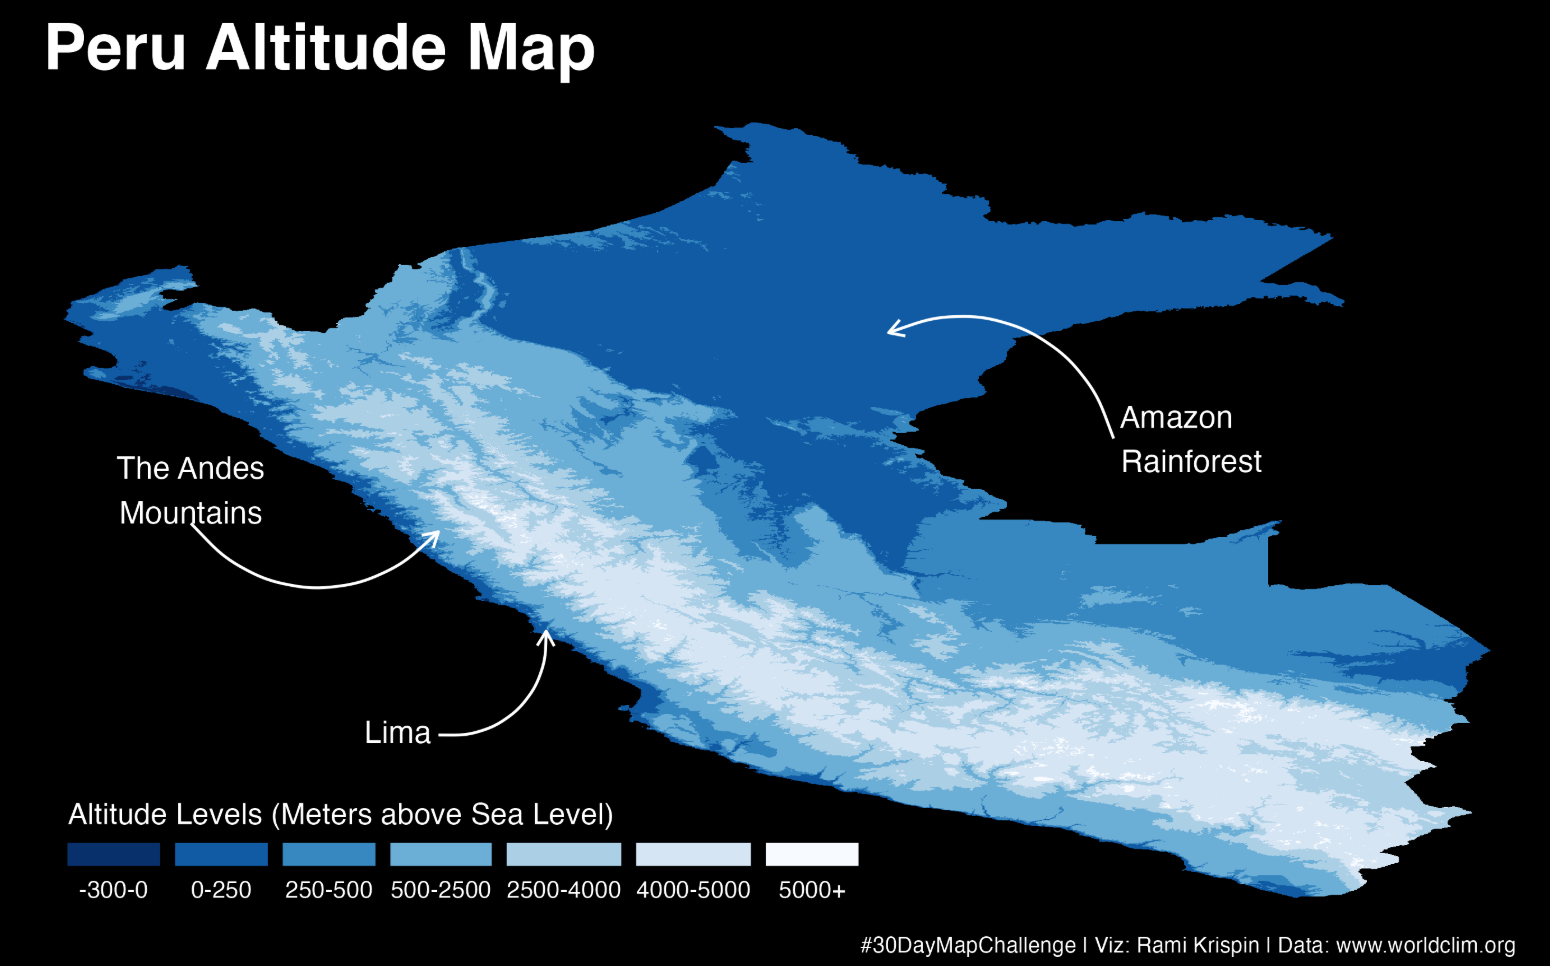 Peru Altitude Map
Amazon
Rainforest
The Andes
Mountains
Lima
Altitude Levels (Meters above Sea Level)
-300-0 0-250 250-500 500-2500 2500-4000 4000-5000 5000+
#30DayMapChallenge | Viz: Rami Krispin | Data: www.worldclim.org